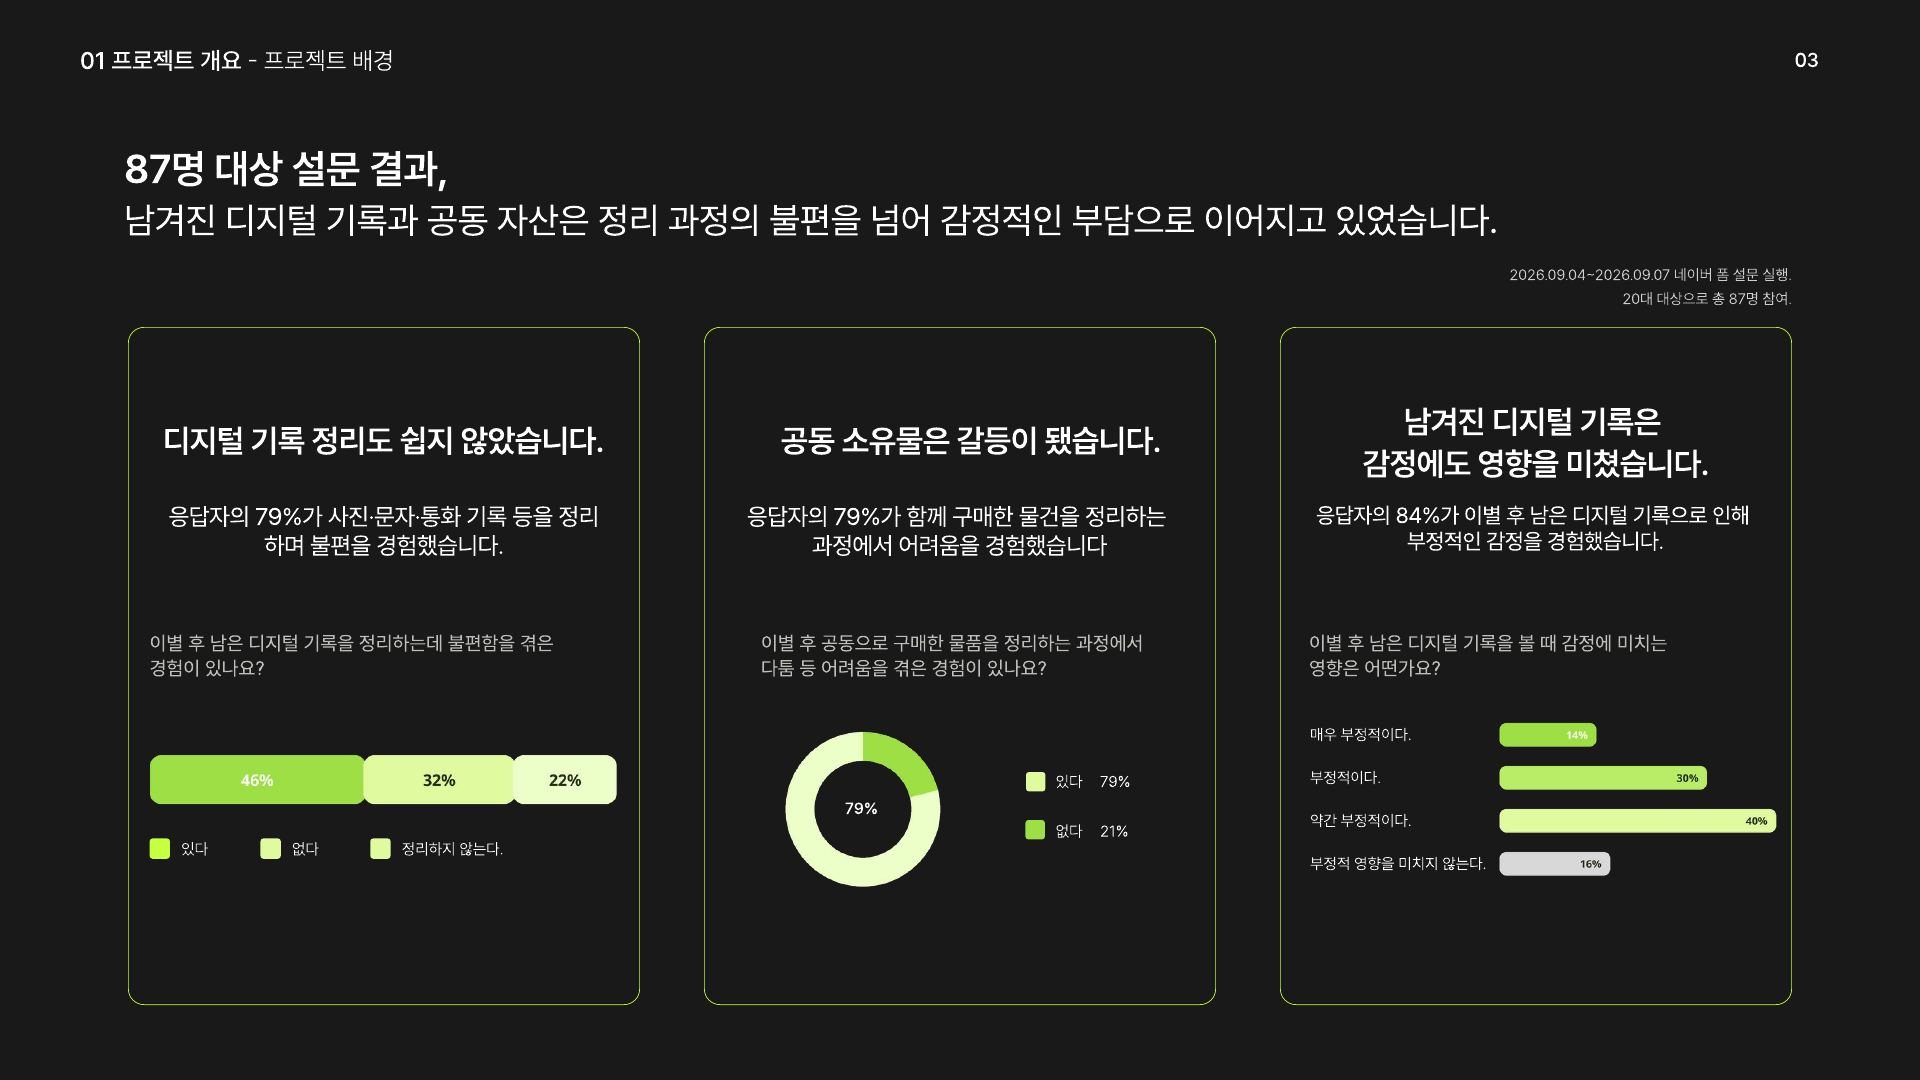 01 프로젝트 개요 - 프로젝트 배경
03
87명 대상 설문 결과,
남겨진 디지털 기록과 공동 자산은 정리 과정의 불편을 넘어 감정적인 부담으로 이어지고 있었습니다.
2026.09.04~2026.09.07 네이버 폼 설문 실행.
20대 대상으로 총 87명 참여.
디지털 기록 정리도 쉽지 않았습니다.
응답자의 79%가 사진·문자·통화 기록 등을 정리
하며 불편을 경험했습니다.
이별 후 남은 디지털 기록을 정리하는데 불편함을 겪은
경험이 있나요?
46%
32%
22%
있다
없다
정리하지 않는다.
공동 소유물은 갈등이 됐습니다.
응답자의 79%가 함께 구매한 물건을 정리하는
과정에서 어려움을 경험했습니다
이별 후 공동으로 구매한 물품을 정리하는 과정에서
다툼 등 어려움을 겪은 경험이 있나요?
79%
있다 79%
없다 21%
남겨진 디지털 기록은
감정에도 영향을 미쳤습니다.
응답자의 84%가 이별 후 남은 디지털 기록으로 인해
부정적인 감정을 경험했습니다.
이별 후 남은 디지털 기록을 볼 때 감정에 미치는
영향은 어떤가요?
매우 부정적이다. 14%
부정적이다. 30%
약간 부정적이다. 40%
부정적 영향을 미치지 않는다. 16%